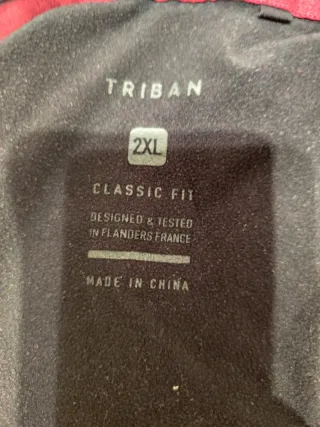 TRIBAN
2XL
CLASSIC FIT
DESIGNED & TESTED
IN FLANDERS FRANCE
MADE IN CHINA